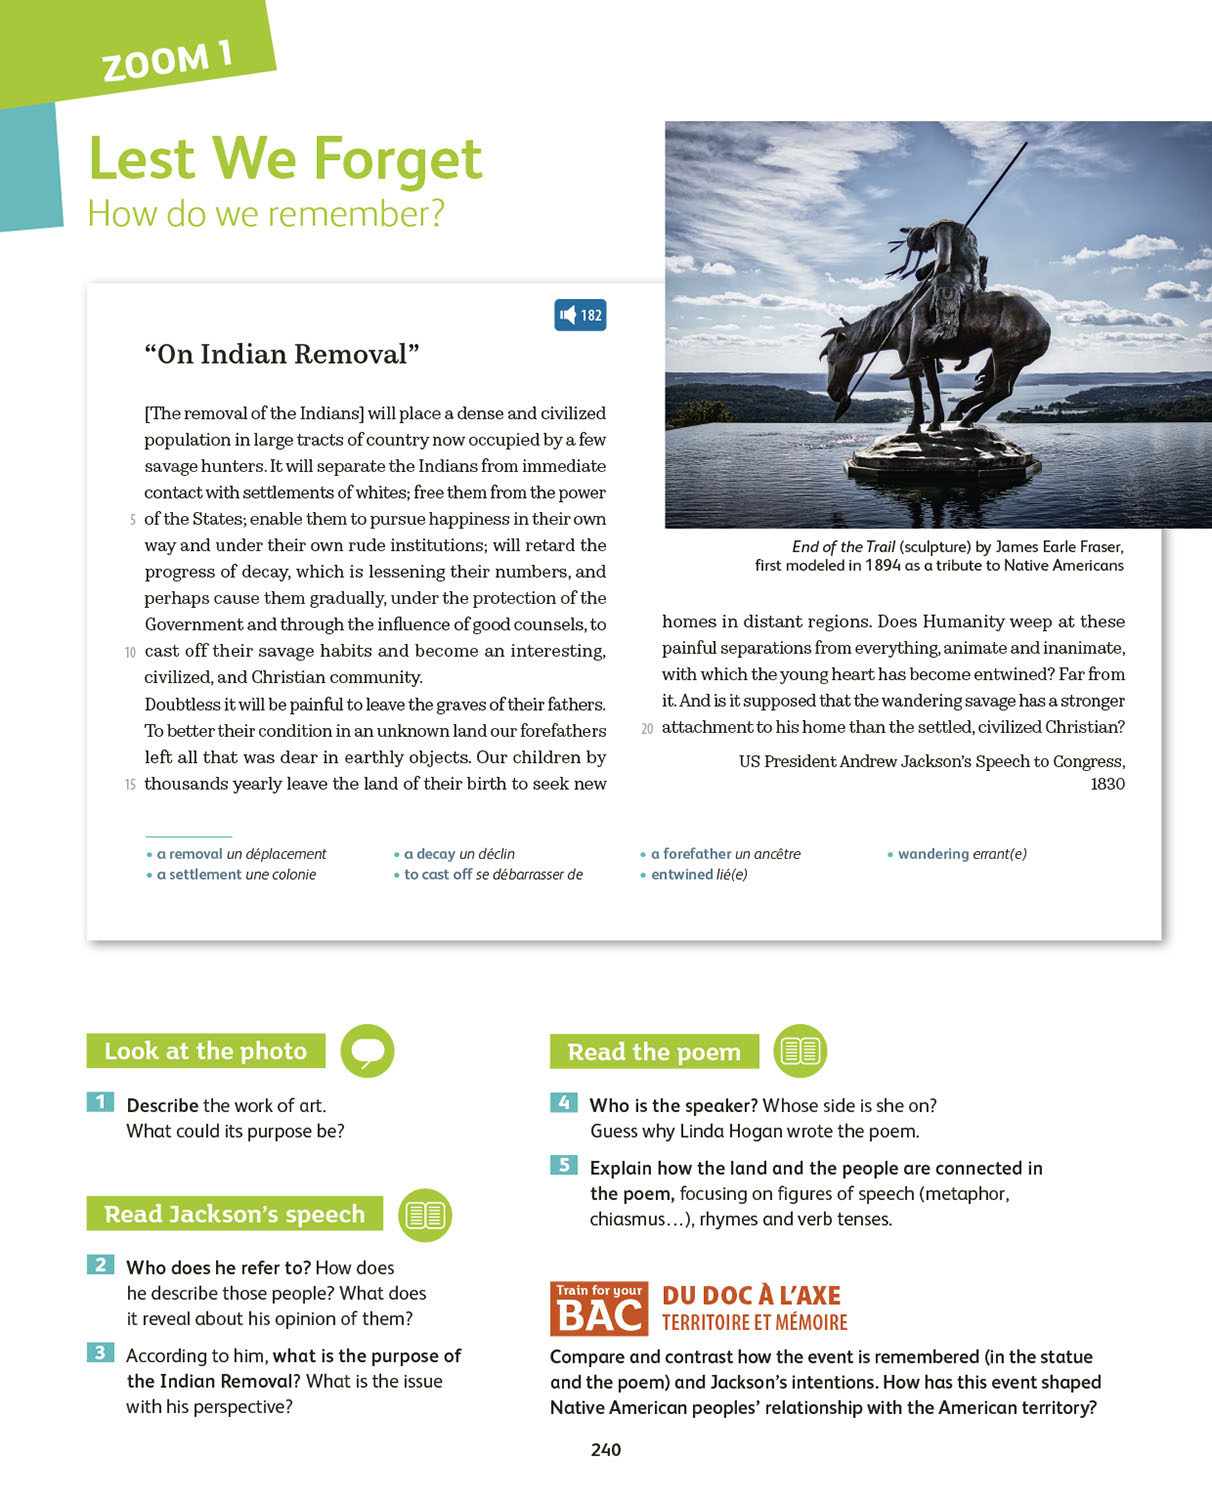 ZOOM 1
Lest We Forget
How do we remember?
182
“On Indian Removal”
[The removal of the Indians] will place a dense and civilized
population in large tracts of country now occupied by a few
savage hunters. It will separate the Indians from immediate
contact with settlements of whites; free them from the power
5 of the States; enable them to pursue happiness in their own
way and under their own rude institutions; will retard the
progress of decay, which is lessening their numbers, and
perhaps cause them gradually, under the protection of the
Government and through the influence of good counsels, to
10 cast off their savage habits and become an interesting,
civilized, and Christian community.
Doubtless it will be painful to leave the graves of their fathers.
To better their condition in an unknown land our forefathers
left all that was dear in earthly objects. Our children by
15 thousands yearly leave the land of their birth to seek new
End of the Trail (sculpture) by James Earle Fraser,
first modeled in 1894 as a tribute to Native Americans
homes in distant regions. Does Humanity weep at these
painful separations from everything, animate and inanimate,
with which the young heart has become entwined? Far from
it. And is it supposed that the wandering savage has a stronger
20 attachment to his home than the settled, civilized Christian?
US President Andrew Jackson’s Speech to Congress,
1830
• a removal un déplacement
• a settlement une colonie
• a decay un déclin
• to cast off se débarrasser de
• a forefather un ancêtre
• entwined lié(e)
• wandering errant(e)
Look at the photo
1 Describe the work of art.
What could its purpose be?
Read Jackson’s speech
2 Who does he refer to? How does
he describe those people? What does
it reveal about his opinion of them?
3 According to him, what is the purpose of
the Indian Removal? What is the issue
with his perspective?
Read the poem
4 Who is the speaker? Whose side is she on?
Guess why Linda Hogan wrote the poem.
5 Explain how the land and the people are connected in
the poem, focusing on figures of speech (metaphor,
chiasmus…), rhymes and verb tenses.
Train for your
BAC
DU DOC À L’AXE
TERRITOIRE ET MÉMOIRE
Compare and contrast how the event is remembered (in the statue
and the poem) and Jackson’s intentions. How has this event shaped
Native American peoples’ relationship with the American territory?
240